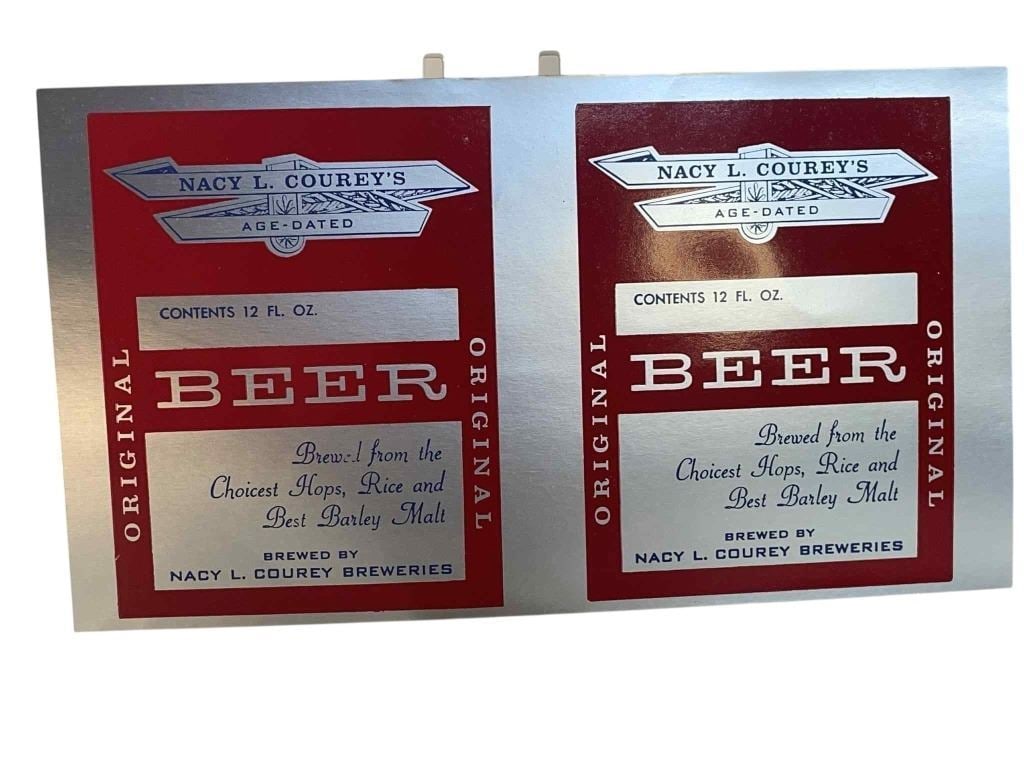 NACY L. COUREY'S
AGE-DATED
CONTENTS 12 FL. OZ.
BEER
ORIGINAL
ORIGINAL
Brewed from the
Choicest Hops, Rice and
Best Barley Malt
BREWED BY
NACY L. COUREY BREWERIES
NACY L. COUREY'S
AGE-DATED
CONTENTS 12 FL. OZ.
BEER
ORIGINAL
ORIGINAL
Brewed from the
Choicest Hops, Rice and
Best Barley Malt
BREWED BY
NACY L. COUREY BREWERIES